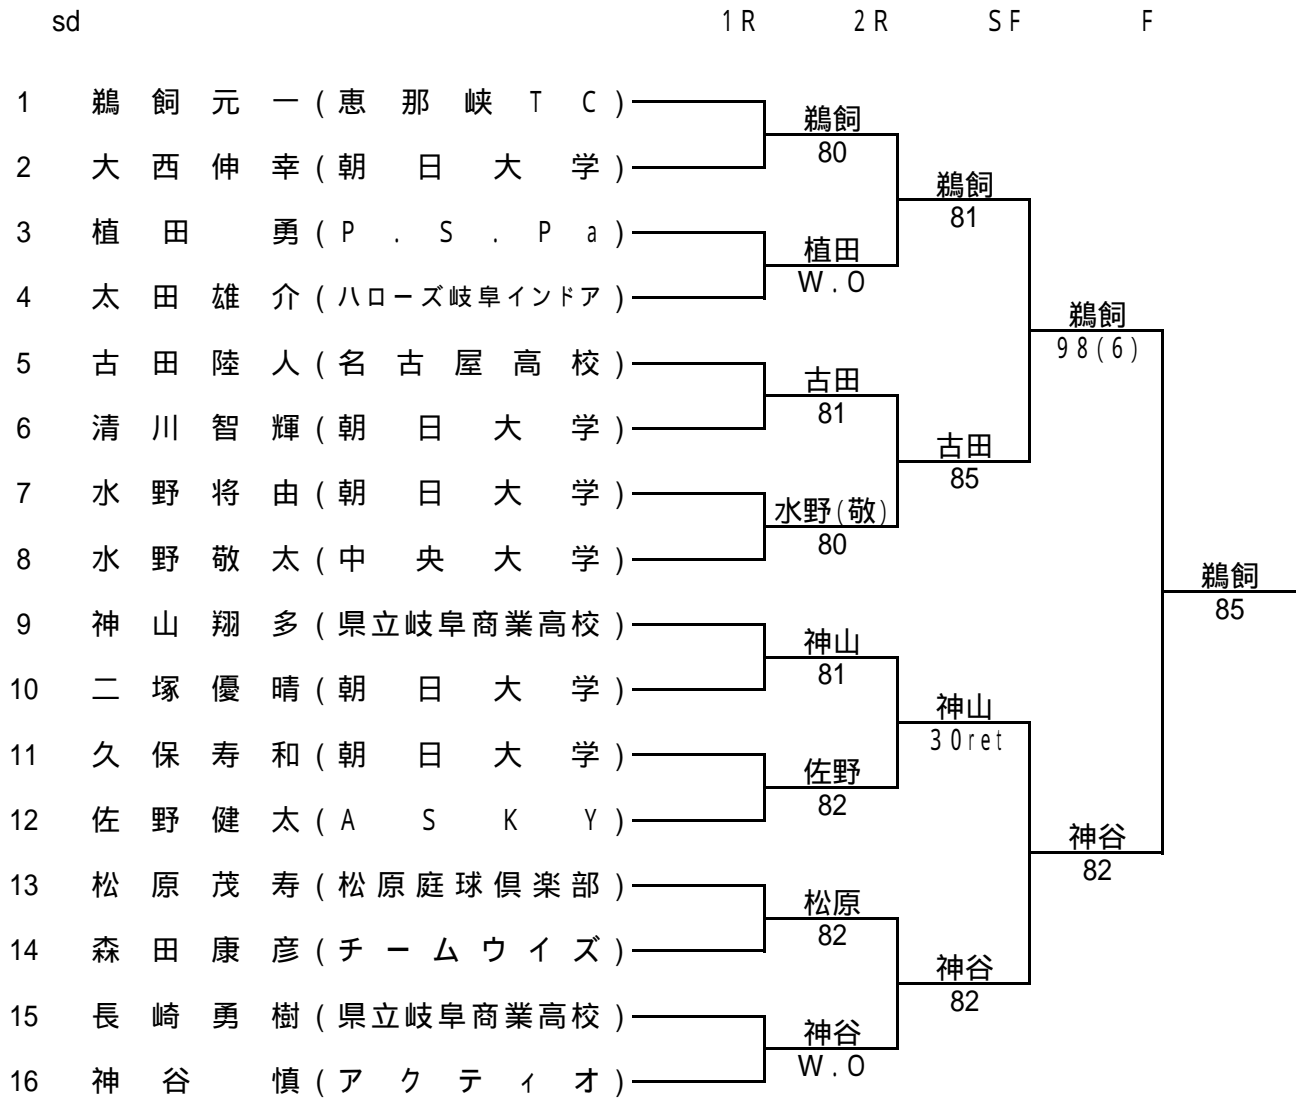 sd 1R 2R SF F
1 鵜飼元一(恵那峡TC)
鵜飼
80
2 大西伸幸(朝日大学)
鵜飼
81
3 植田 勇(P.S.Pa)
植田
W.O
4 太田雄介(ハローズ岐阜インドア)
鵜飼
98(6)
5 古田陸人(名古屋高校)
古田
81
6 清川智輝(朝日大学)
古田
85
7 水野将由(朝日大学)
水野(敬)
80
8 水野敬太(中央大学)
鵜飼
85
9 神山翔多(県立岐阜商業高校)
神山
81
10 二塚優晴(朝日大学)
神山
30ret
11 久保寿和(朝日大学)
佐野
82
12 佐野健太(ASKY)
神谷
82
13 松原茂寿(松原庭球倶楽部)
松原
82
14 森田康彦(チームウイズ)
神谷
82
15 長崎勇樹(県立岐阜商業高校)
神谷
W.O
16 神谷 慎(アクティオ)